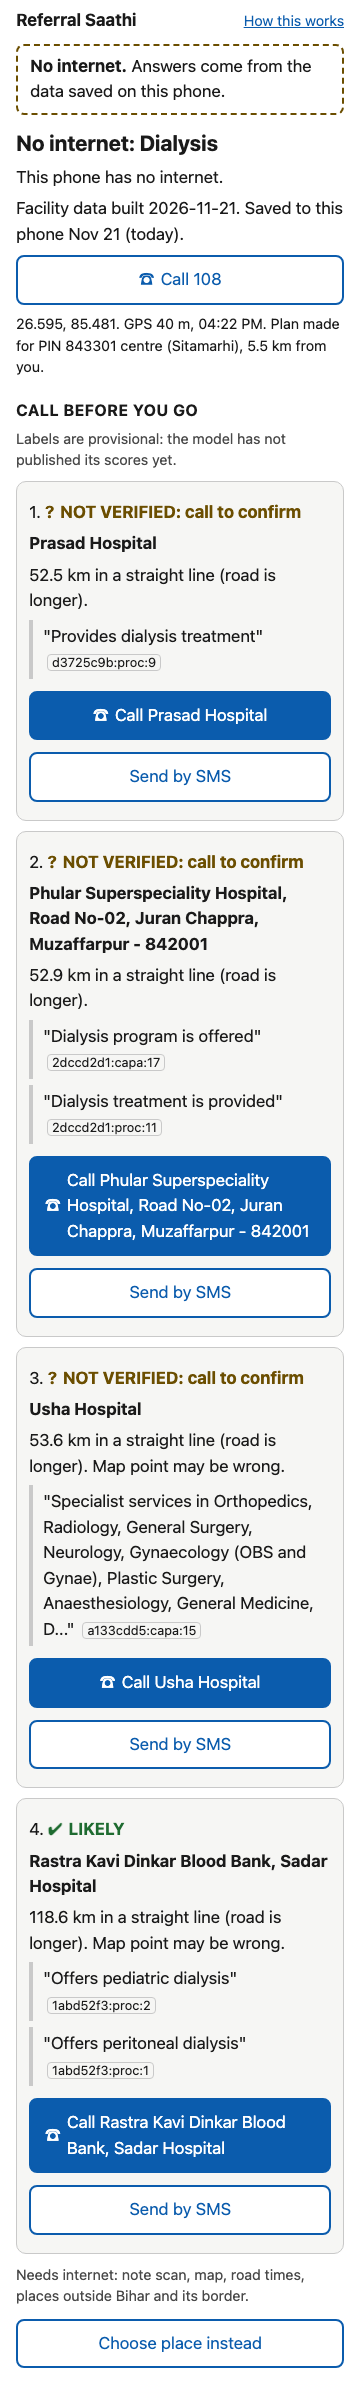 Referral Saathi
How this works
No internet. Answers come from the
data saved on this phone.
No internet: Dialysis
This phone has no internet.
Facility data built 2026-11-21. Saved to this
phone Nov 21 (today).
☎ Call 108
26.595, 85.481. GPS 40 m, 04:22 PM. Plan made
for PIN 843301 centre (Sitamarhi), 5.5 km from
you.
CALL BEFORE YOU GO
Labels are provisional: the model has not
published its scores yet.
1. ? NOT VERIFIED: call to confirm
Prasad Hospital
52.5 km in a straight line (road is
longer).
"Provides dialysis treatment"
d3725c9b:proc:9
☎ Call Prasad Hospital
Send by SMS
2. ? NOT VERIFIED: call to confirm
Phular Superspeciality Hospital,
Road No-02, Juran Chappra,
Muzaffarpur - 842001
52.9 km in a straight line (road is
longer).
"Dialysis program is offered"
2dccd2d1:capa:17
"Dialysis treatment is provided"
2dccd2d1:proc:11
☎ Call Phular Superspeciality
Hospital, Road No-02, Juran
Chappra, Muzaffarpur - 842001
Send by SMS
3. ? NOT VERIFIED: call to confirm
Usha Hospital
53.6 km in a straight line (road is
longer). Map point may be wrong.
"Specialist services in Orthopedics,
Radiology, General Surgery,
Neurology, Gynaecology (OBS and
Gynae), Plastic Surgery,
Anaesthesiology, General Medicine,
D..." a133cdd5:capa:15
☎ Call Usha Hospital
Send by SMS
4. ✔ LIKELY
Rastra Kavi Dinkar Blood Bank, Sadar
Hospital
118.6 km in a straight line (road is
longer). Map point may be wrong.
"Offers pediatric dialysis"
1abd52f3:proc:2
"Offers peritoneal dialysis"
1abd52f3:proc:1
☎ Call Rastra Kavi Dinkar Blood
Bank, Sadar Hospital
Send by SMS
Needs internet: note scan, map, road times,
places outside Bihar and its border.
Choose place instead